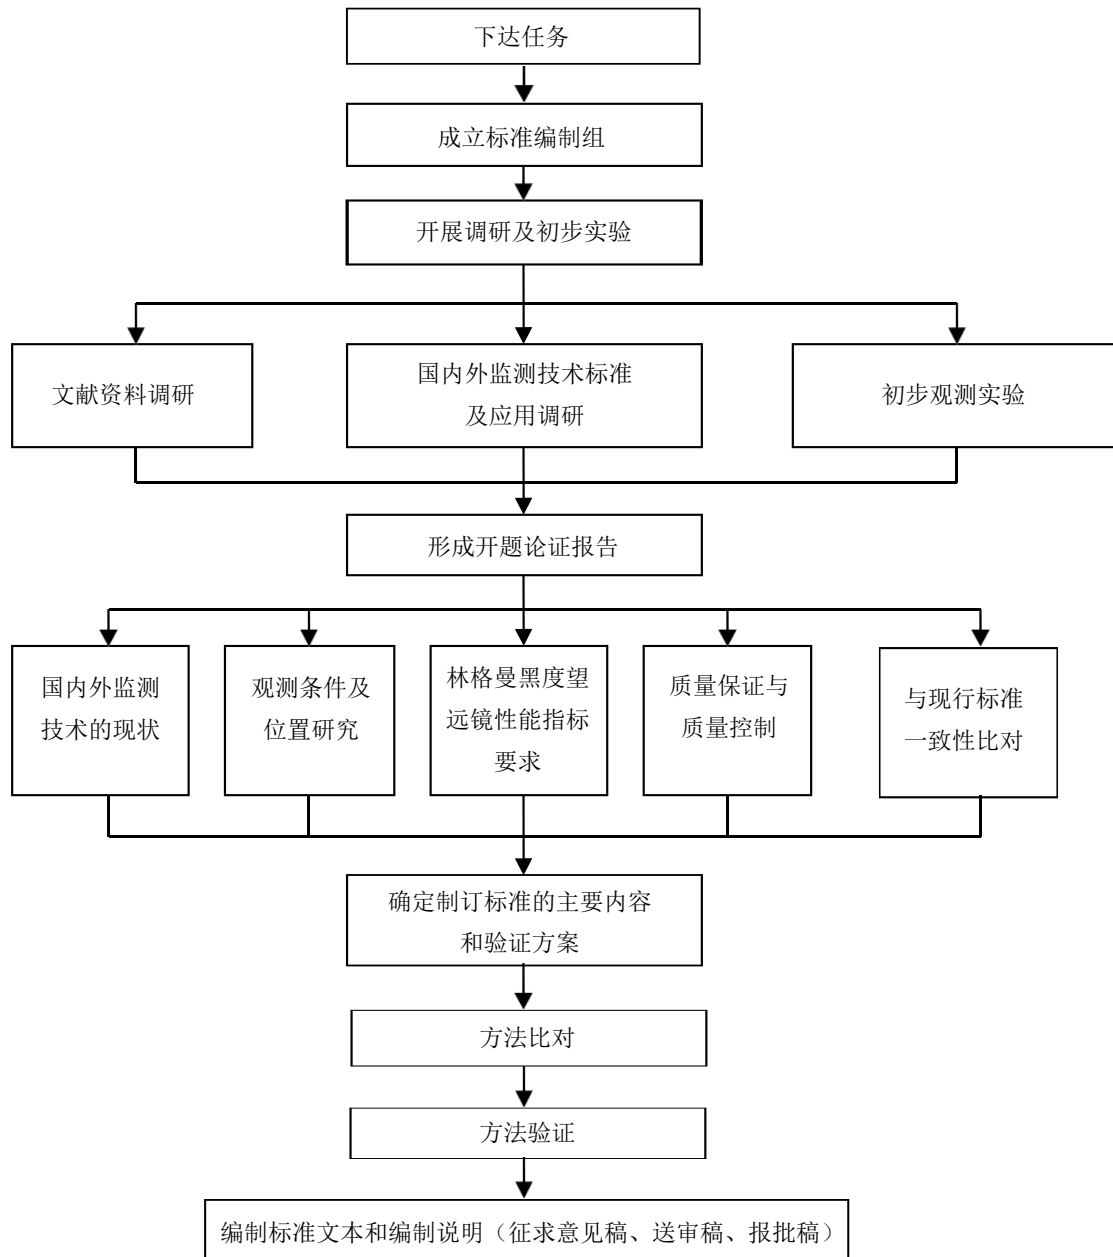 下达任务
成立标准编制组
开展调研及初步实验
文献资料调研
国内外监测技术标准
及应用调研
初步观测实验
形成开题论证报告
国内外监测
技术的现状
观测条件及
位置研究
林格曼黑度望
远镜性能指标
要求
质量保证与
质量控制
与现行标准
一致性比对
确定制订标准的主要内容
和验证方案
方法比对
方法验证
编制标准文本和编制说明（征求意见稿、送审稿、报批稿）